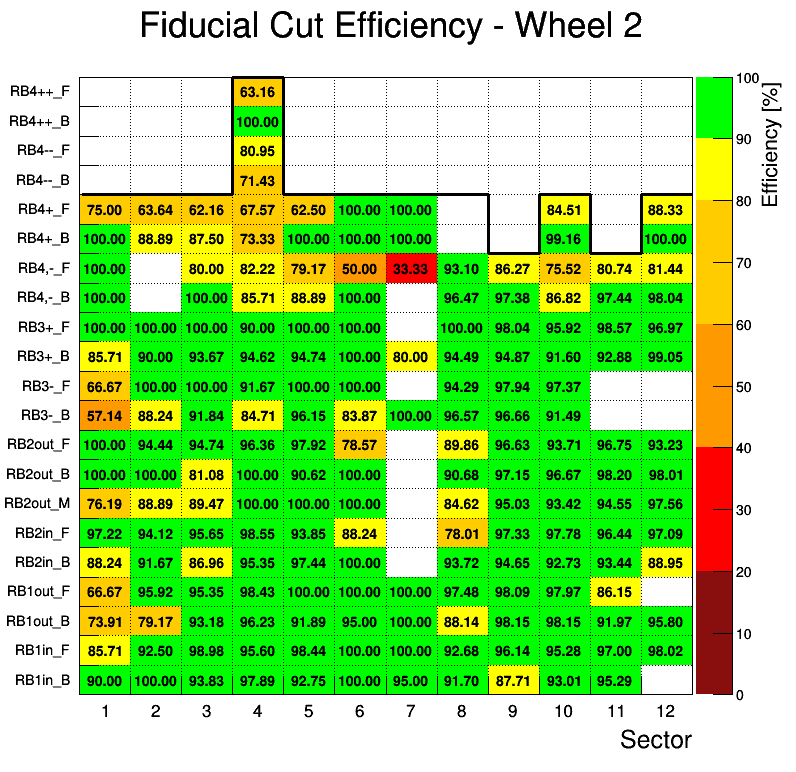 Fiducial Cut Efficiency - Wheel 2
RB4++_F 63.16
RB4++_B 100.00
RB4--_F 80.95
RB4--_B 71.43
RB4+_F 75.00 63.64 62.16 67.57 62.50 100.00 100.00 84.51 88.33
RB4+_B 100.00 88.89 87.50 73.33 100.00 100.00 100.00 99.16 100.00
RB4,-_F 100.00 80.00 82.22 79.17 50.00 33.33 93.10 86.27 75.52 80.74 81.44
RB4,-_B 100.00 100.00 85.71 88.89 100.00 96.47 97.38 86.82 97.44 98.04
RB3+_F 100.00 100.00 100.00 90.00 100.00 100.00 100.00 98.04 95.92 98.57 96.97
RB3+_B 85.71 90.00 93.67 94.62 94.74 100.00 80.00 94.49 94.87 91.60 92.88 99.05
RB3-_F 66.67 100.00 100.00 91.67 100.00 100.00 94.29 97.94 97.37
RB3-_B 57.14 88.24 91.84 84.71 96.15 83.87 100.00 96.57 96.66 91.49
RB2out_F 100.00 94.44 94.74 96.36 97.92 78.57 89.86 96.63 93.71 96.75 93.23
RB2out_B 100.00 100.00 81.08 100.00 90.62 100.00 90.68 97.15 96.67 98.20 98.01
RB2out_M 76.19 88.89 89.47 100.00 100.00 100.00 84.62 95.03 93.42 94.55 97.56
RB2in_F 97.22 94.12 95.65 98.55 93.85 88.24 78.01 97.33 97.78 96.44 97.09
RB2in_B 88.24 91.67 86.96 95.35 97.44 100.00 93.72 94.65 92.73 93.44 88.95
RB1out_F 66.67 95.92 95.35 98.43 100.00 100.00 100.00 97.48 98.09 97.97 86.15
RB1out_B 73.91 79.17 93.18 96.23 91.89 95.00 100.00 88.14 98.15 98.15 91.97 95.80
RB1in_F 85.71 92.50 98.98 95.60 98.44 100.00 100.00 92.68 96.14 95.28 97.00 98.02
RB1in_B 90.00 100.00 93.83 97.89 92.75 100.00 95.00 91.70 87.71 93.01 95.29
1 2 3 4 5 6 7 8 9 10 11 12
Sector
100
90
80
70
60
50
40
30
20
10
0
Efficiency [%]